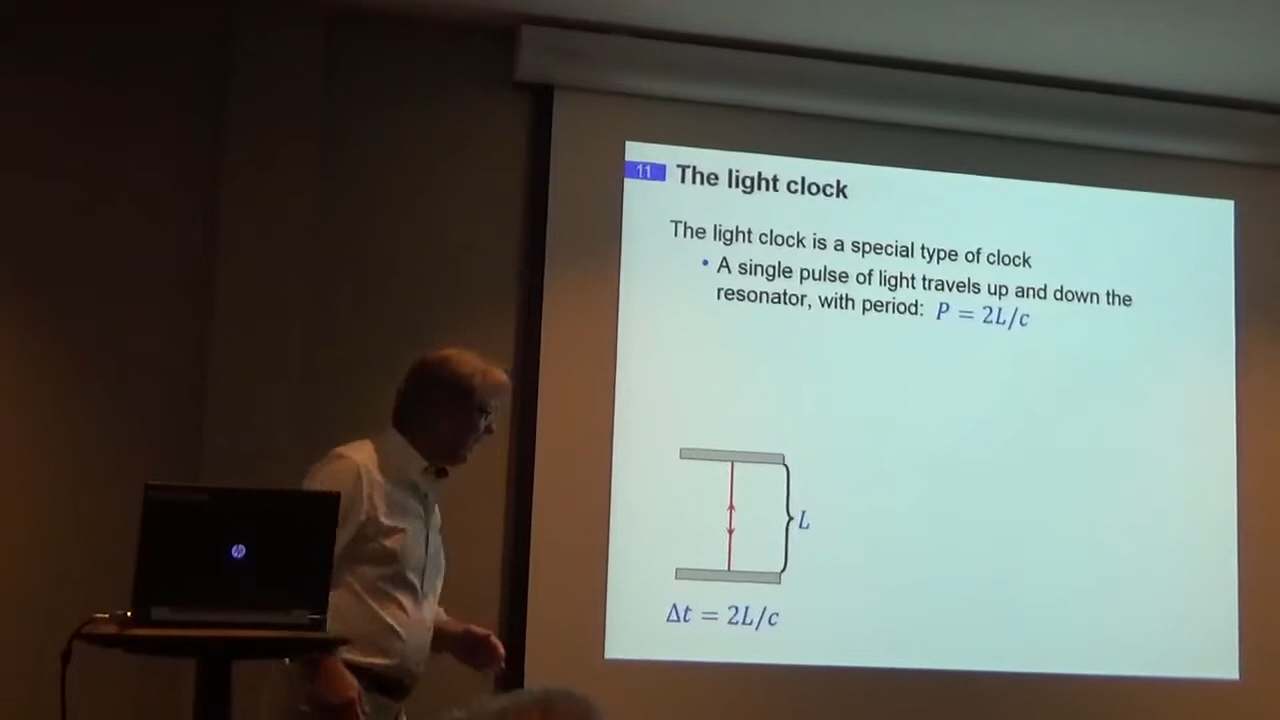 11 The light clock
The light clock is a special type of clock
• A single pulse of light travels up and down the
resonator, with period: P = 2L/c
L
Δt = 2L/c
hp